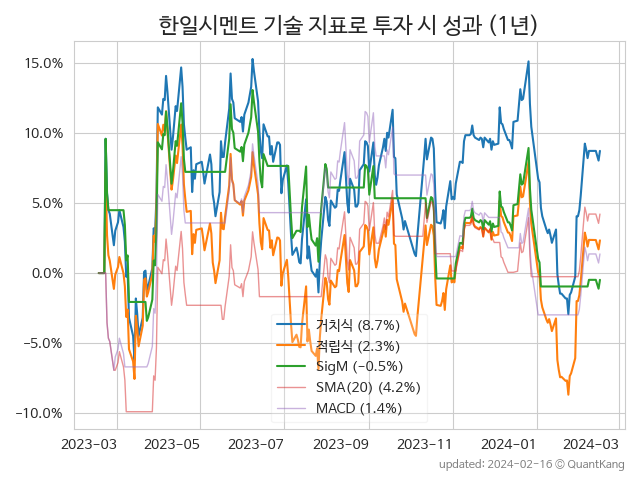 한일시멘트 기술 지표로 투자 시 성과 (1년)
15.0%
10.0%
5.0%
0.0%
−5.0%
−10.0%
거치식 (8.7%)
적립식 (2.3%)
SigM (−0.5%)
SMA(20) (4.2%)
MACD (1.4%)
2023-03 2023-05 2023-07 2023-09 2023-11 2024-01 2024-03
updated: 2024-02-16 © QuantKang